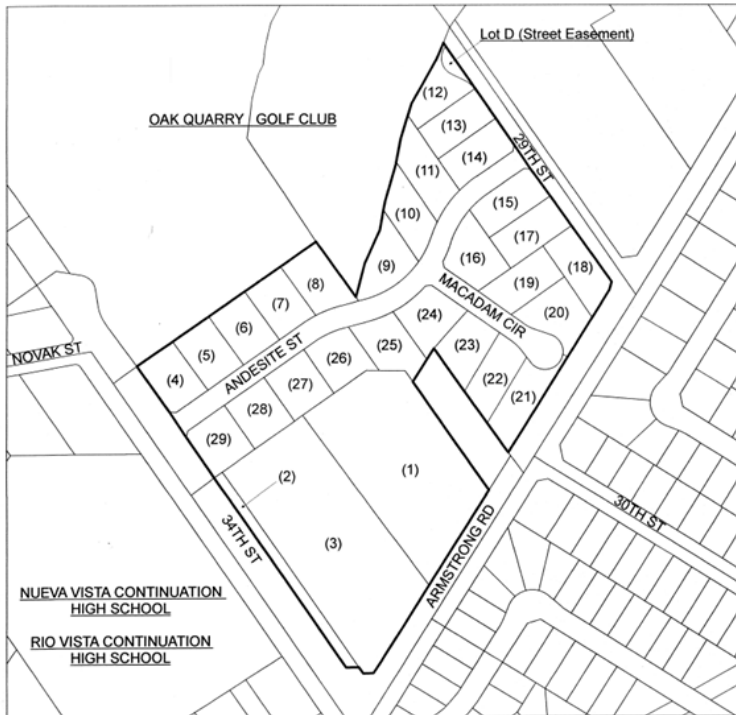 Lot D (Street Easement)
OAK QUARRY GOLF CLUB
(12)
(13)
(14)
29TH ST
(11)
(10)
(15)
(17)
(9)
(16)
(18)
(8)
(19)
(7)
MACADAM CIR
(20)
(6)
(24)
(5)
ANDESITE ST
(25)
(23)
NOVAK ST
(4)
(26)
(22)
(27)
(21)
(28)
(29)
(1)
(2)
30TH ST
34TH ST
(3)
ARMSTRONG RD
NUEVA VISTA CONTINUATION
HIGH SCHOOL
RIO VISTA CONTINUATION
HIGH SCHOOL